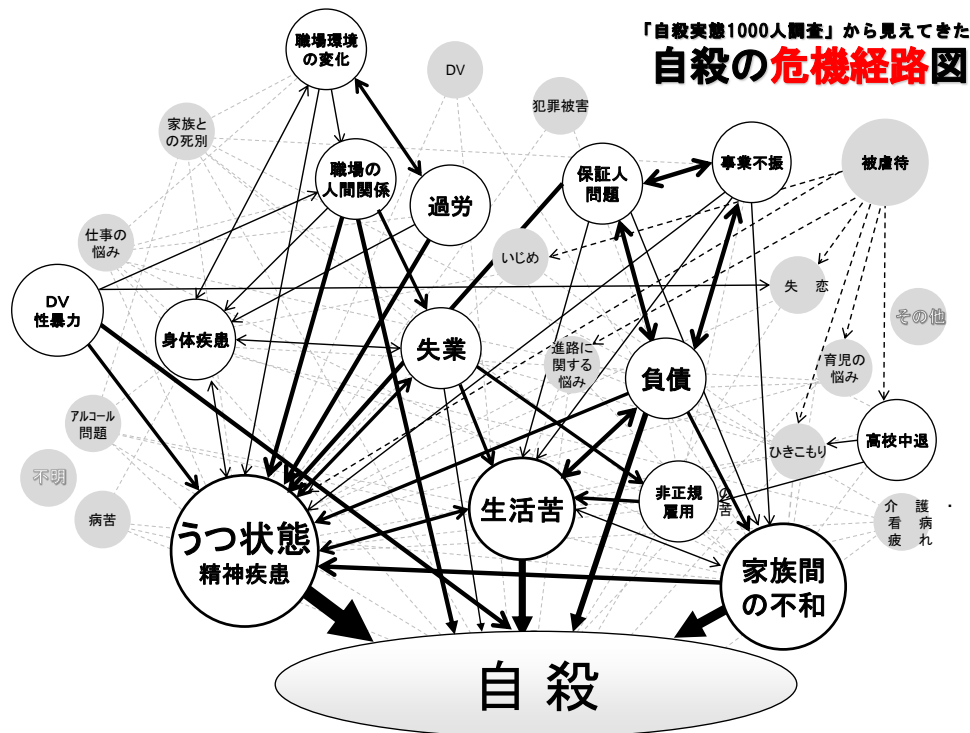 「自殺実態1000人調査」から見えてきた
自殺の危機経路図
職場環境
の変化
DV
犯罪被害
家族と
の死別
職場の
人間関係
過労
保証人
問題
事業不振
被虐待
仕事の
悩み
いじめ
失 恋
DV
性暴力
その他
身体疾患
失業
進路に
関する
悩み
負債
育児の
悩み
アルコール
問題
高校中退
ひきこもり
不明
病苦
うつ状態
精神疾患
生活苦
非正規
雇用
の
苦
介 護 ・
看 病
疲 れ
家族間
の不和
自 殺